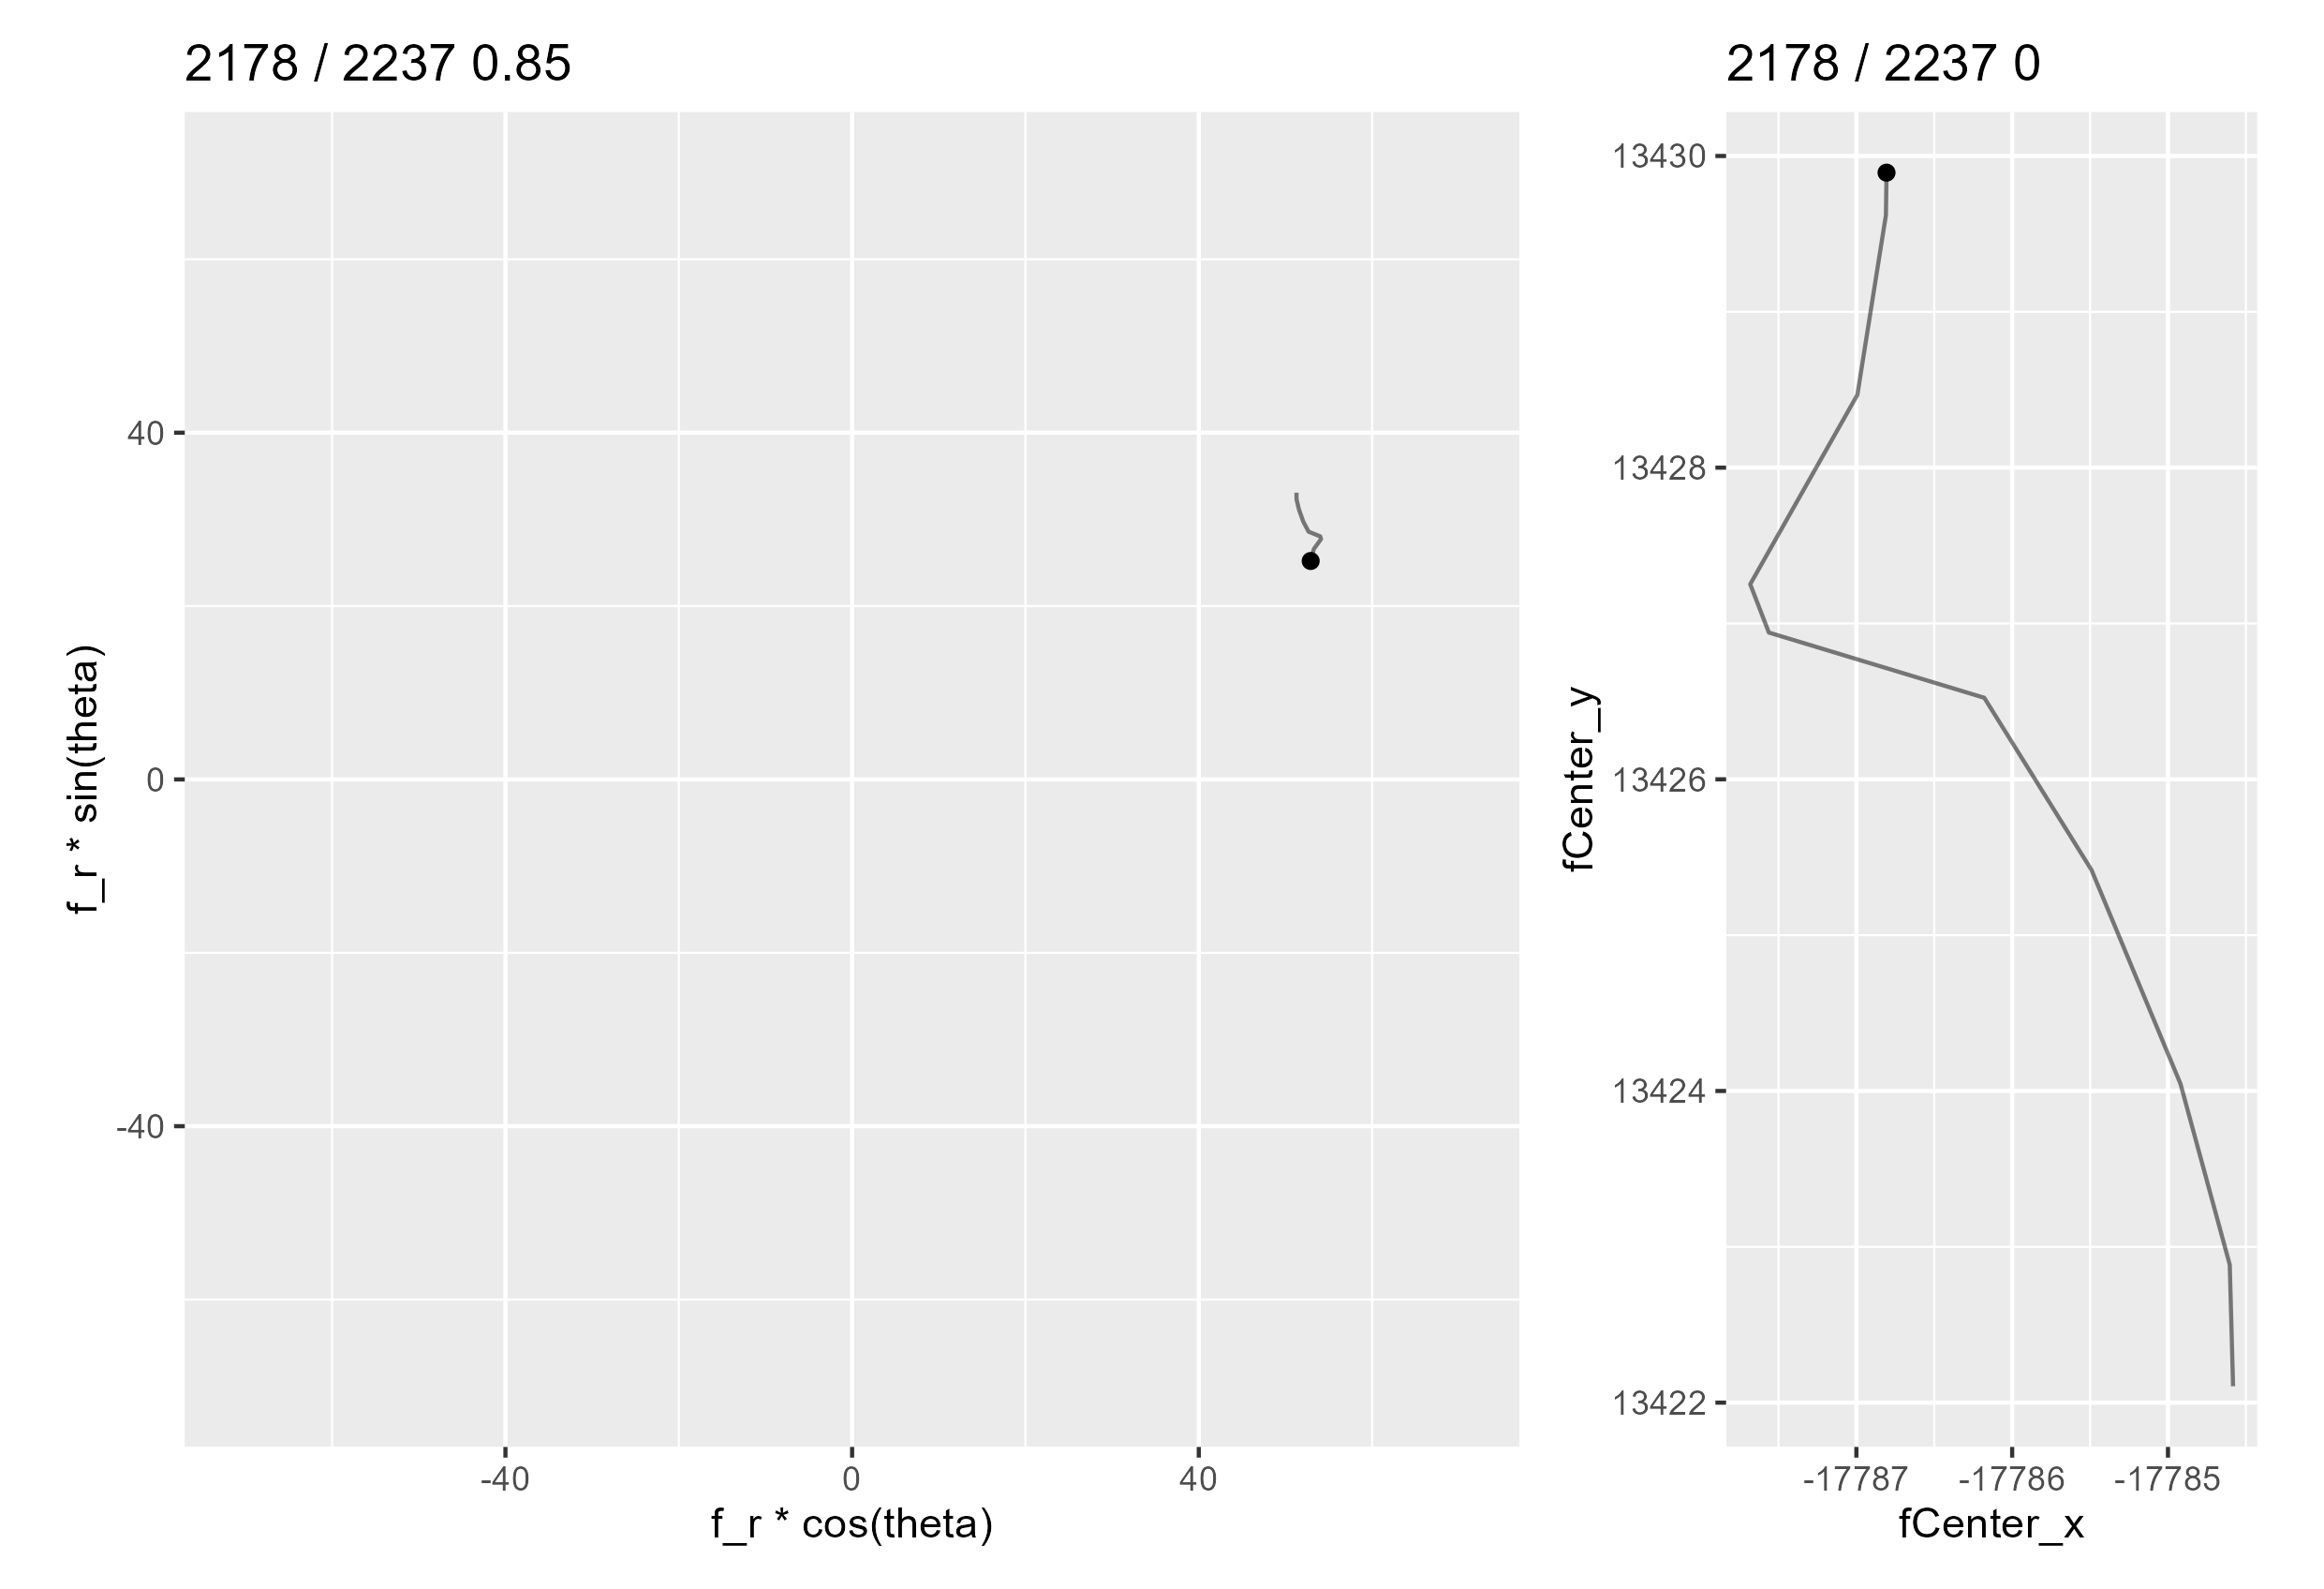 2178 / 2237 0.85
40
0
-40
f_r * sin(theta)
-40
0
40
f_r * cos(theta)
2178 / 2237 0
13430
13428
13426
13424
13422
fCenter_y
-17787
-17786
-17785
fCenter_x